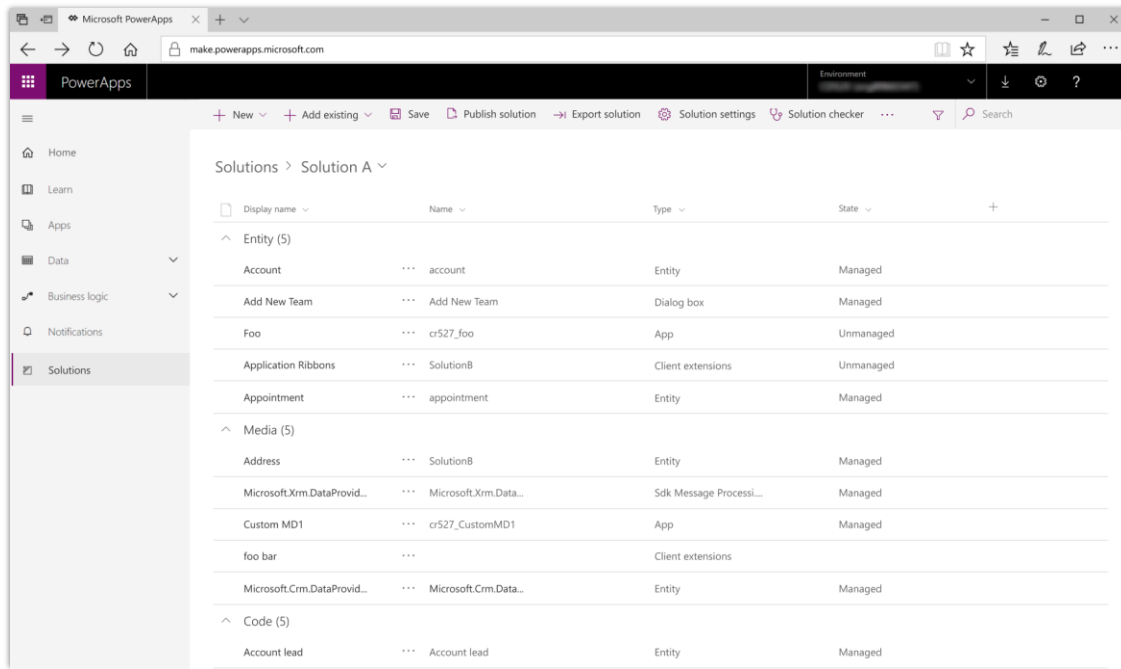 Microsoft PowerApps
make.powerapps.microsoft.com
PowerApps
Environment
?
New
Add existing
Save
Publish solution
Export solution
Solution settings
Solution checker
...
Search
Home
Learn
Apps
Data
Business logic
Notifications
Solutions
Solutions > Solution A
Display name Name Type State
Entity (5)
Account ... account Entity Managed
Add New Team ... Add New Team Dialog box Managed
Foo ... cr527_foo App Unmanaged
Application Ribbons ... SolutionB Client extensions Unmanaged
Appointment ... appointment Entity Managed
Media (5)
Address ... SolutionB Entity Managed
Microsoft.Xrm.DataProvid... ... Microsoft.Xrm.Data... Sdk Message Processi... Managed
Custom MD1 ... cr527_CustomMD1 App Managed
foo bar ... Client extensions
Microsoft.Crm.DataProvid... ... Microsoft.Crm.Data... Entity Managed
Code (5)
Account lead ... Account lead Entity Managed